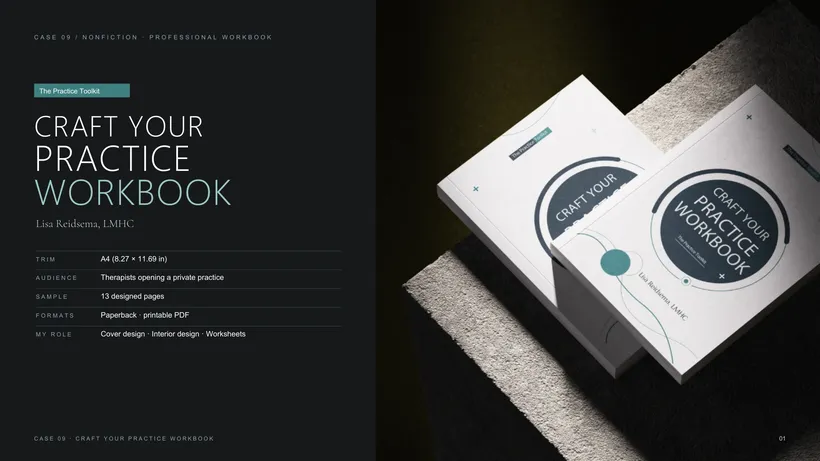 CASE 09 / NONFICTION · PROFESSIONAL WORKBOOK
The Practice Toolkit
CRAFT YOUR
PRACTICE
WORKBOOK
Lisa Reidsema, LMHC
TRIM A4 (8.27 × 11.69 in)
AUDIENCE Therapists opening a private practice
SAMPLE 13 designed pages
FORMATS Paperback · printable PDF
MY ROLE Cover design · Interior design · Worksheets
The Practice Toolkit
CRAFT YOUR
CRAFT YOUR
PRACTICE
WORKBOOK
The Practice Toolkit
Lisa Reidsema, LMHC
CASE 09 · CRAFT YOUR PRACTICE WORKBOOK
01